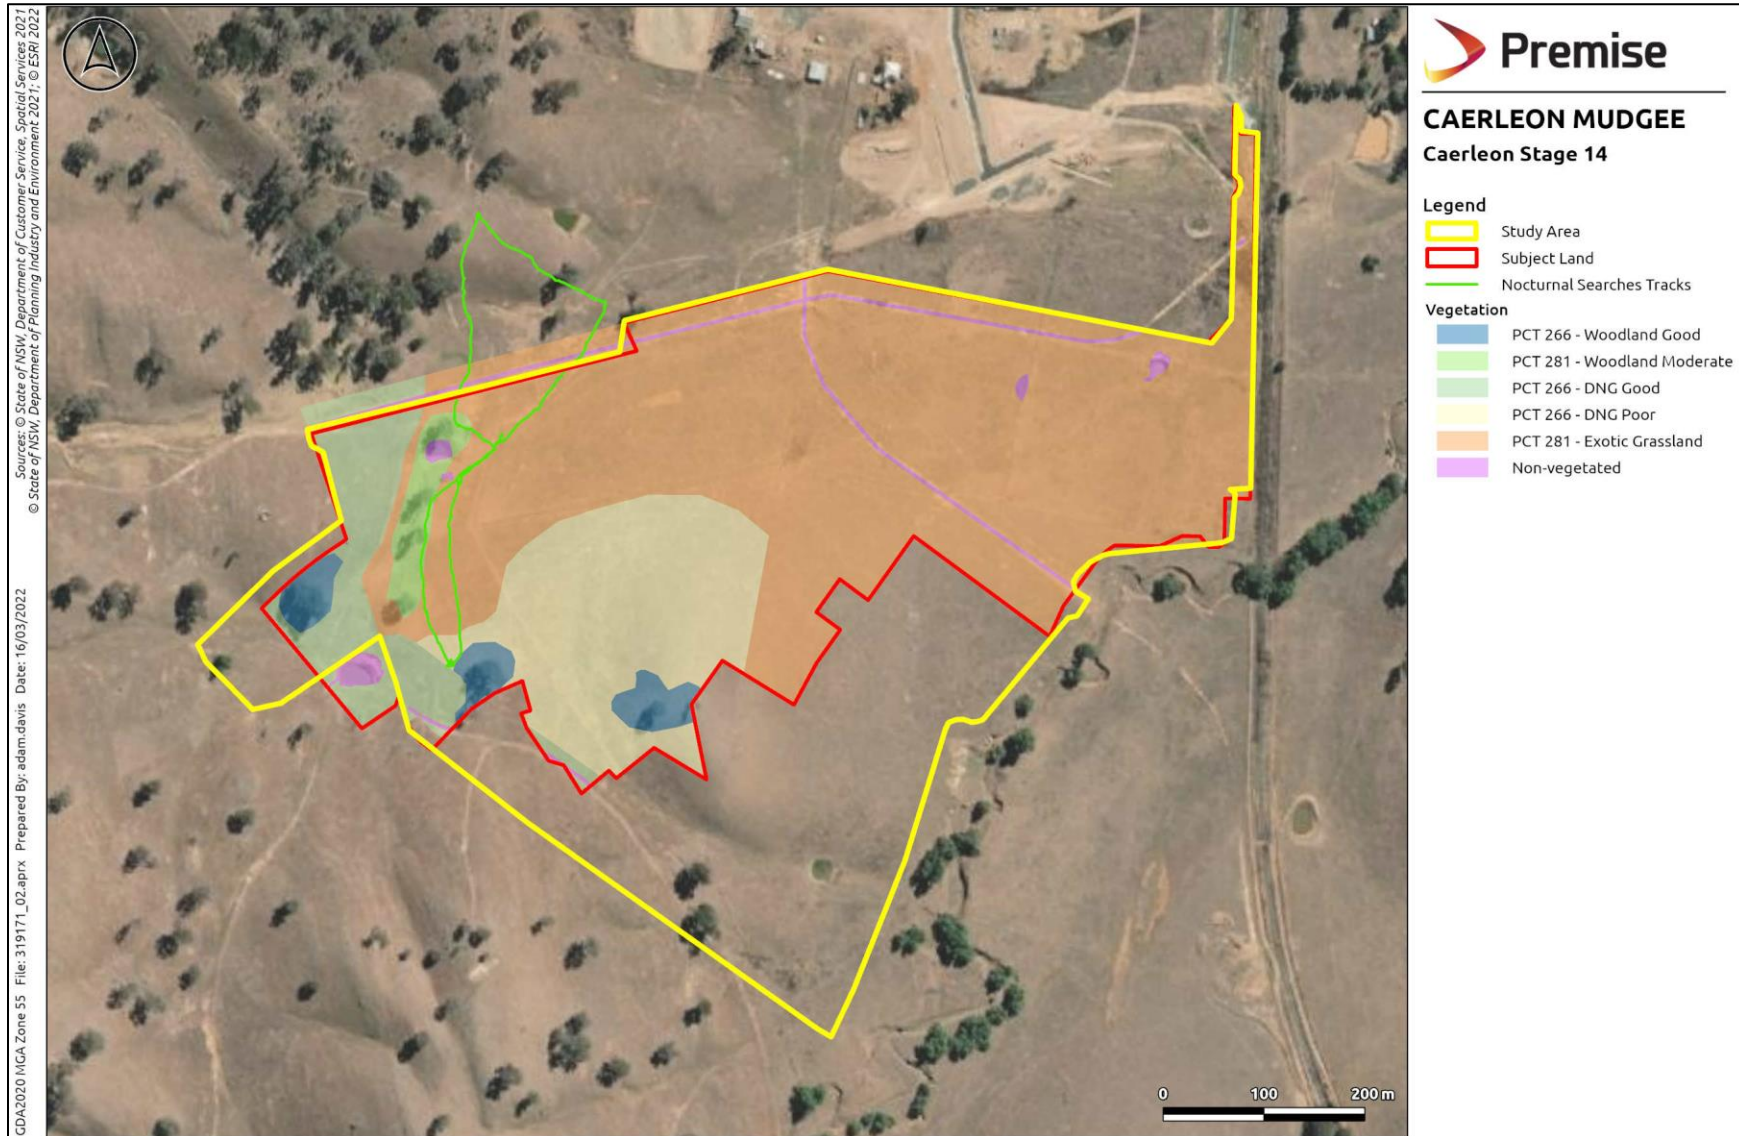 Sources: © State of NSW, Department of Customer Service, Spatial Services 2021
© State of NSW, Department of Planning Industry and Environment 2021; © ESRI 2022
GDA2020 MGA Zone 55 File: 319171_02.aprx Prepared By: adam.davis Date: 16/03/2022
Premise
CAERLEON MUDGEE
Caerleon Stage 14
Legend
Study Area
Subject Land
Nocturnal Searches Tracks
Vegetation
PCT 266 - Woodland Good
PCT 281 - Woodland Moderate
PCT 266 - DNG Good
PCT 266 - DNG Poor
PCT 281 - Exotic Grassland
Non-vegetated
0 100 200 m